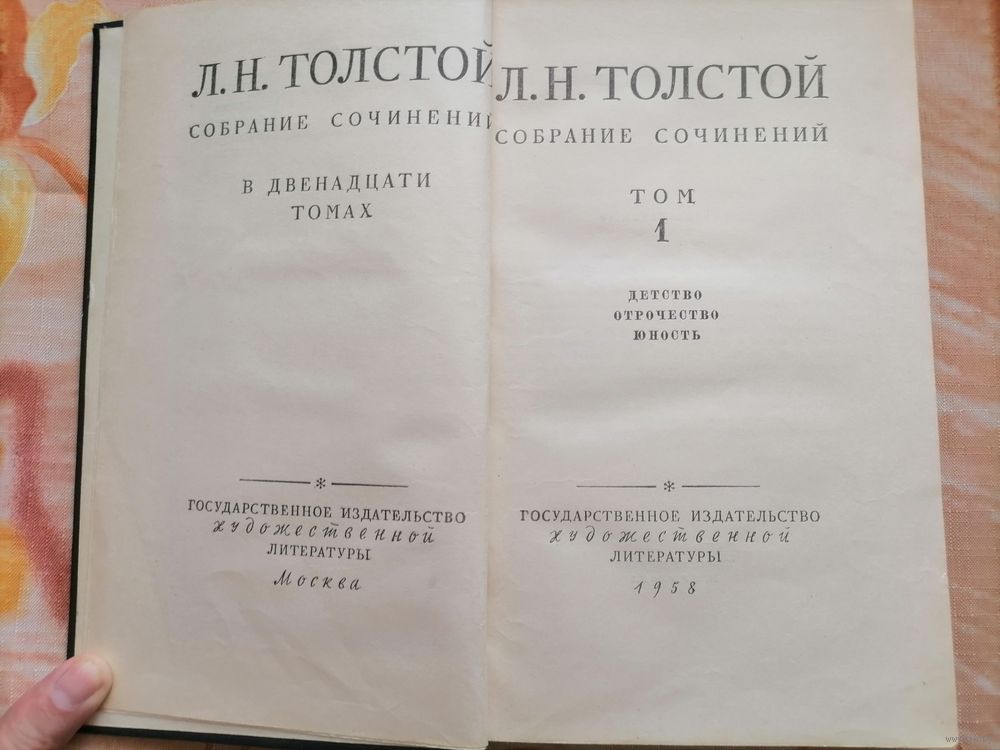 Л. Н. ТОЛСТОЙ
СОБРАНИЕ СОЧИНЕНИЙ
В ДВЕНАДЦАТИ
ТОМАХ
*
ГОСУДАРСТВЕННОЕ ИЗДАТЕЛЬСТВО
художественной
ЛИТЕРАТУРЫ
Москва
Л. Н. ТОЛСТОЙ
СОБРАНИЕ СОЧИНЕНИЙ
ТОМ
1
ДЕТСТВО
ОТРОЧЕСТВО
ЮНОСТЬ
*
ГОСУДАРСТВЕННОЕ ИЗДАТЕЛЬСТВО
художественной
ЛИТЕРАТУРЫ
1958